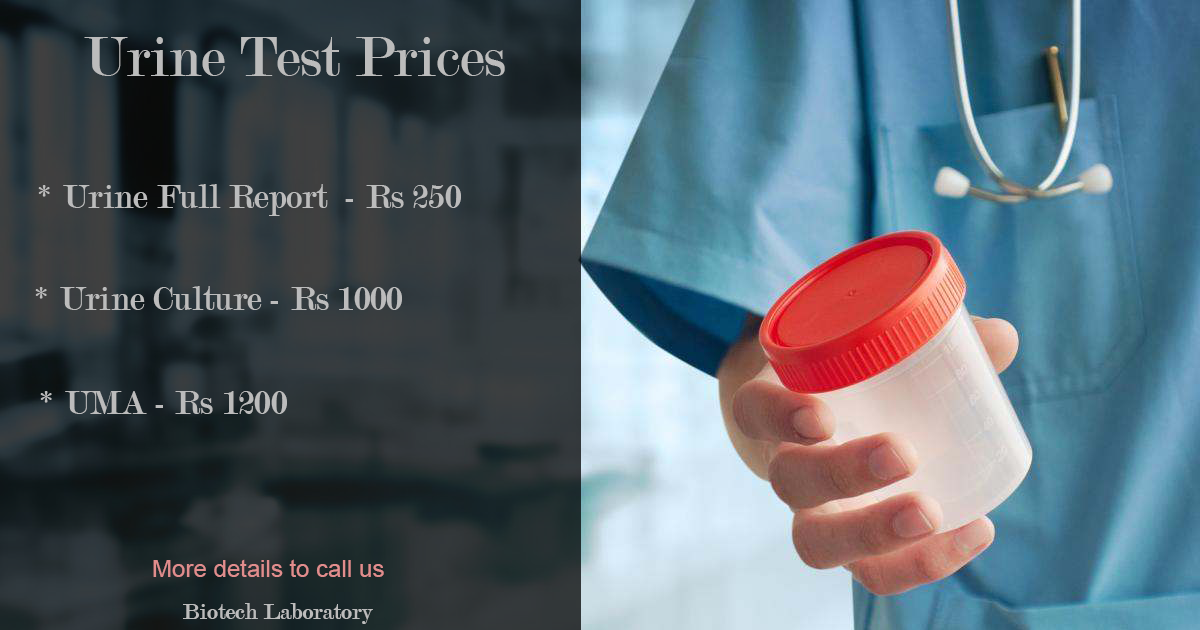 Urine Test Prices
* Urine Full Report - Rs 250
* Urine Culture - Rs 1000
* UMA - Rs 1200
More details to call us
Biotech Laboratory